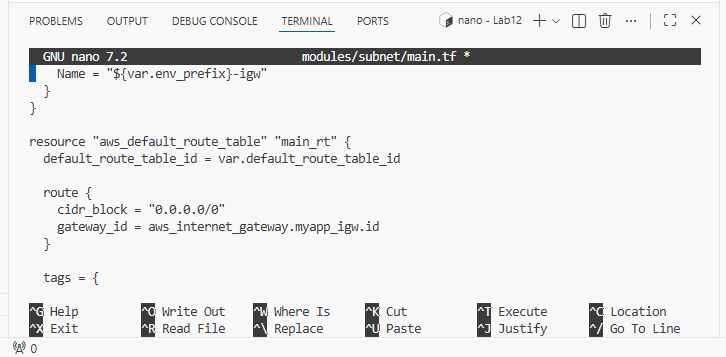 PROBLEMS OUTPUT DEBUG CONSOLE TERMINAL PORTS nano - Lab12
GNU nano 7.2 modules/subnet/main.tf *
    Name = "${var.env_prefix}-igw"
  }
}

resource "aws_default_route_table" "main_rt" {
  default_route_table_id = var.default_route_table_id

  route {
    cidr_block = "0.0.0.0/0"
    gateway_id = aws_internet_gateway.myapp_igw.id
  }

  tags = {

^G Help ^O Write Out ^W Where Is ^K Cut ^T Execute ^C Location
^X Exit ^R Read File ^\ Replace ^U Paste ^J Justify ^/ Go To Line
0